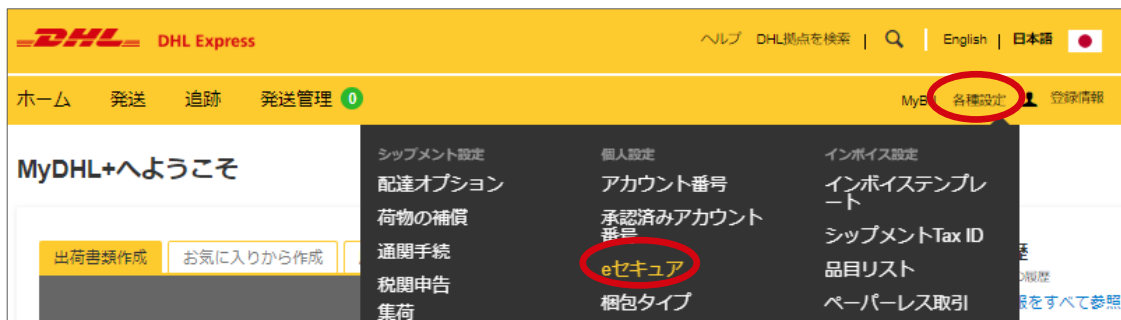 DHL DHL Express ヘルプ DHL拠点を検索 | English | 日本語
ホーム 発送 追跡 発送管理 0 各種設定 登録情報
シップメント設定 個人設定 インボイス設定
MyDHL+へようこそ
配達オプション アカウント番号 インボイステンプレ
ート
荷物の補償 承認済みアカウント
番号
シップメントTax ID
出荷書類作成 お気に入りから作成 通関手続 eセキュア 品目リスト
の履歴
税関申告
集荷 梱包タイプ ペーパーレス取引 をすべて参照